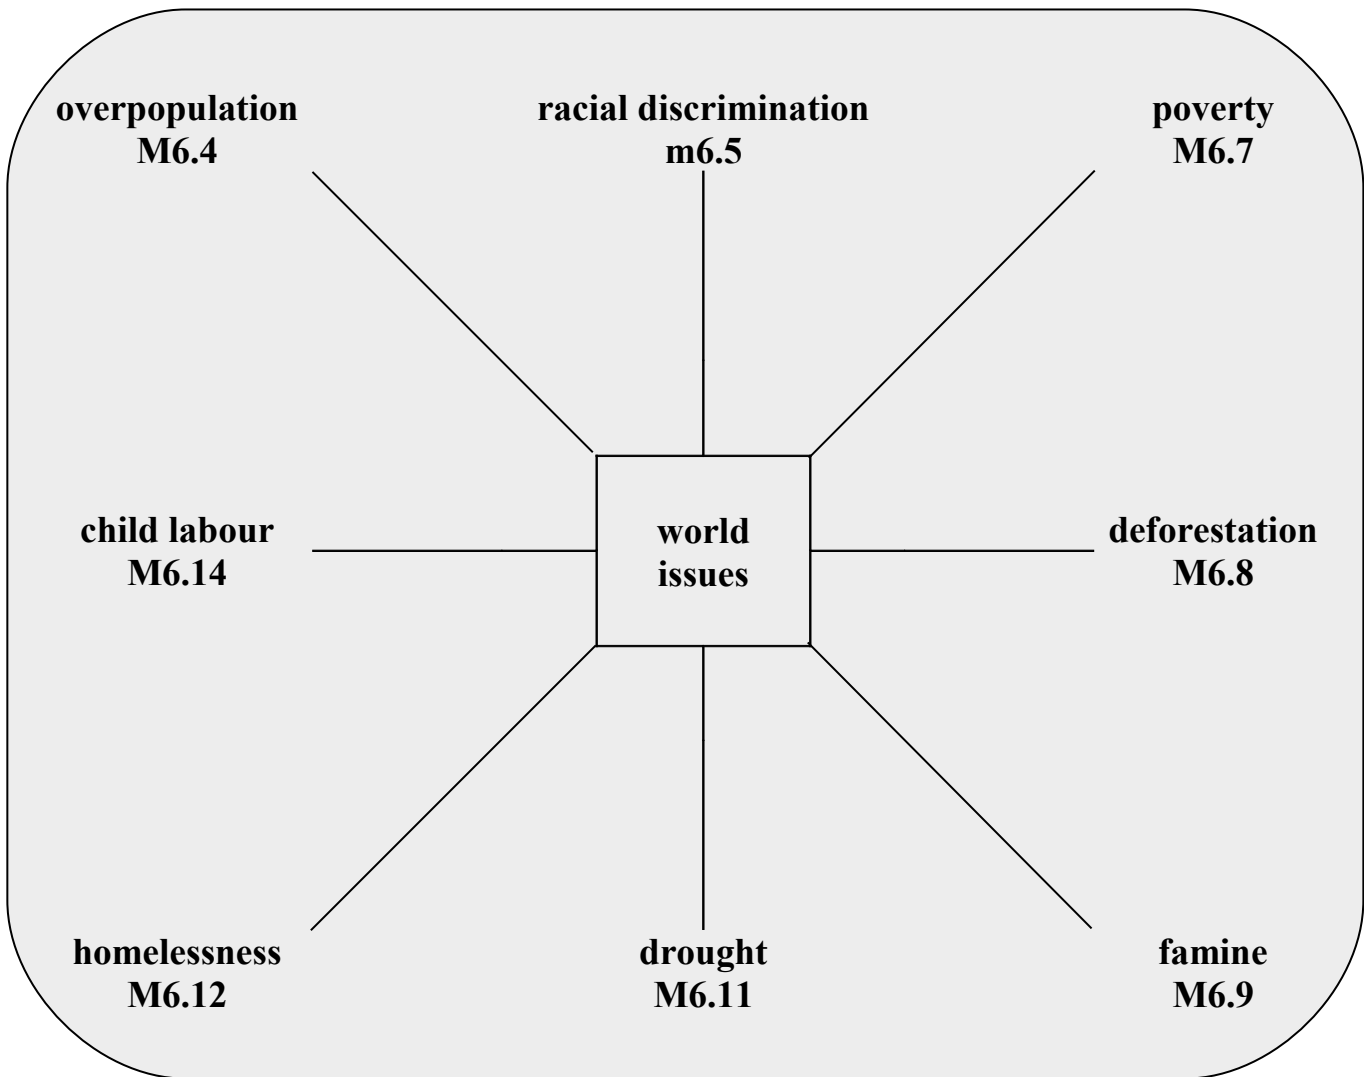 overpopulation
M6.4
racial discrimination
m6.5
poverty
M6.7
child labour
M6.14
world
issues
deforestation
M6.8
homelessness
M6.12
drought
M6.11
famine
M6.9